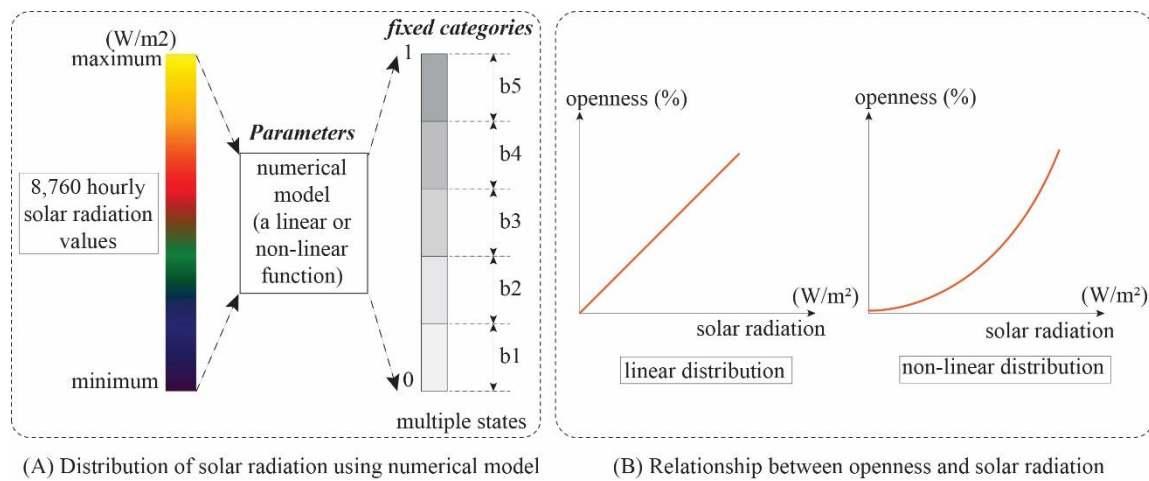 (W/m2)
maximum
8,760 hourly
solar radiation
values
minimum
Parameters
numerical
model
(a linear or
non-linear
function)
fixed categories
1
b5
b4
b3
b2
b1
0
multiple states
(A) Distribution of solar radiation using numerical model
openness (%)
(W/m²)
solar radiation
linear distribution
openness (%)
(W/m²)
solar radiation
non-linear distribution
(B) Relationship between openness and solar radiation